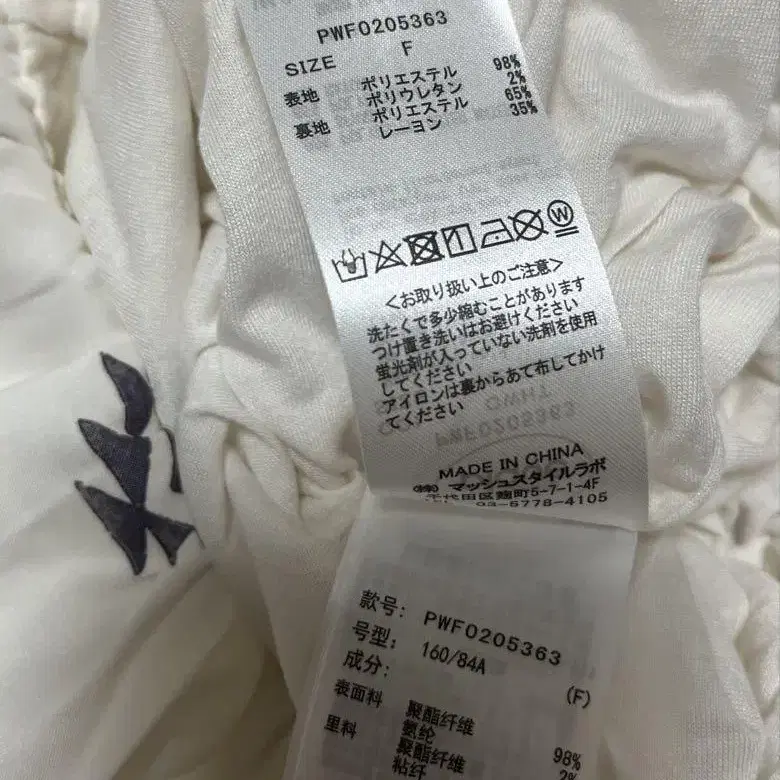 PWF0205363
SIZE F
表地 ポリエステル 98%
ポリウレタン 2%
裏地 ポリエステル 65%
レーヨン 35%
W
<お取り扱い上のご注意>
洗たくで多少縮むことがあります
つけ置き洗いはお避けください
蛍光剤が入っていない洗剤を使用
してください
アイロンは裏からあて布してかけ
てください
PWF0205363
MADE IN CHINA
(株) マッシュスタイルラボ
千代田区麹町5-7-1-4F
03-5778-4105
款号: PWF0205363
号型: 160/84A (F)
成分:
表面料 聚酯纤维 98%
氨纶 2%
里料 聚酯纤维
粘纤